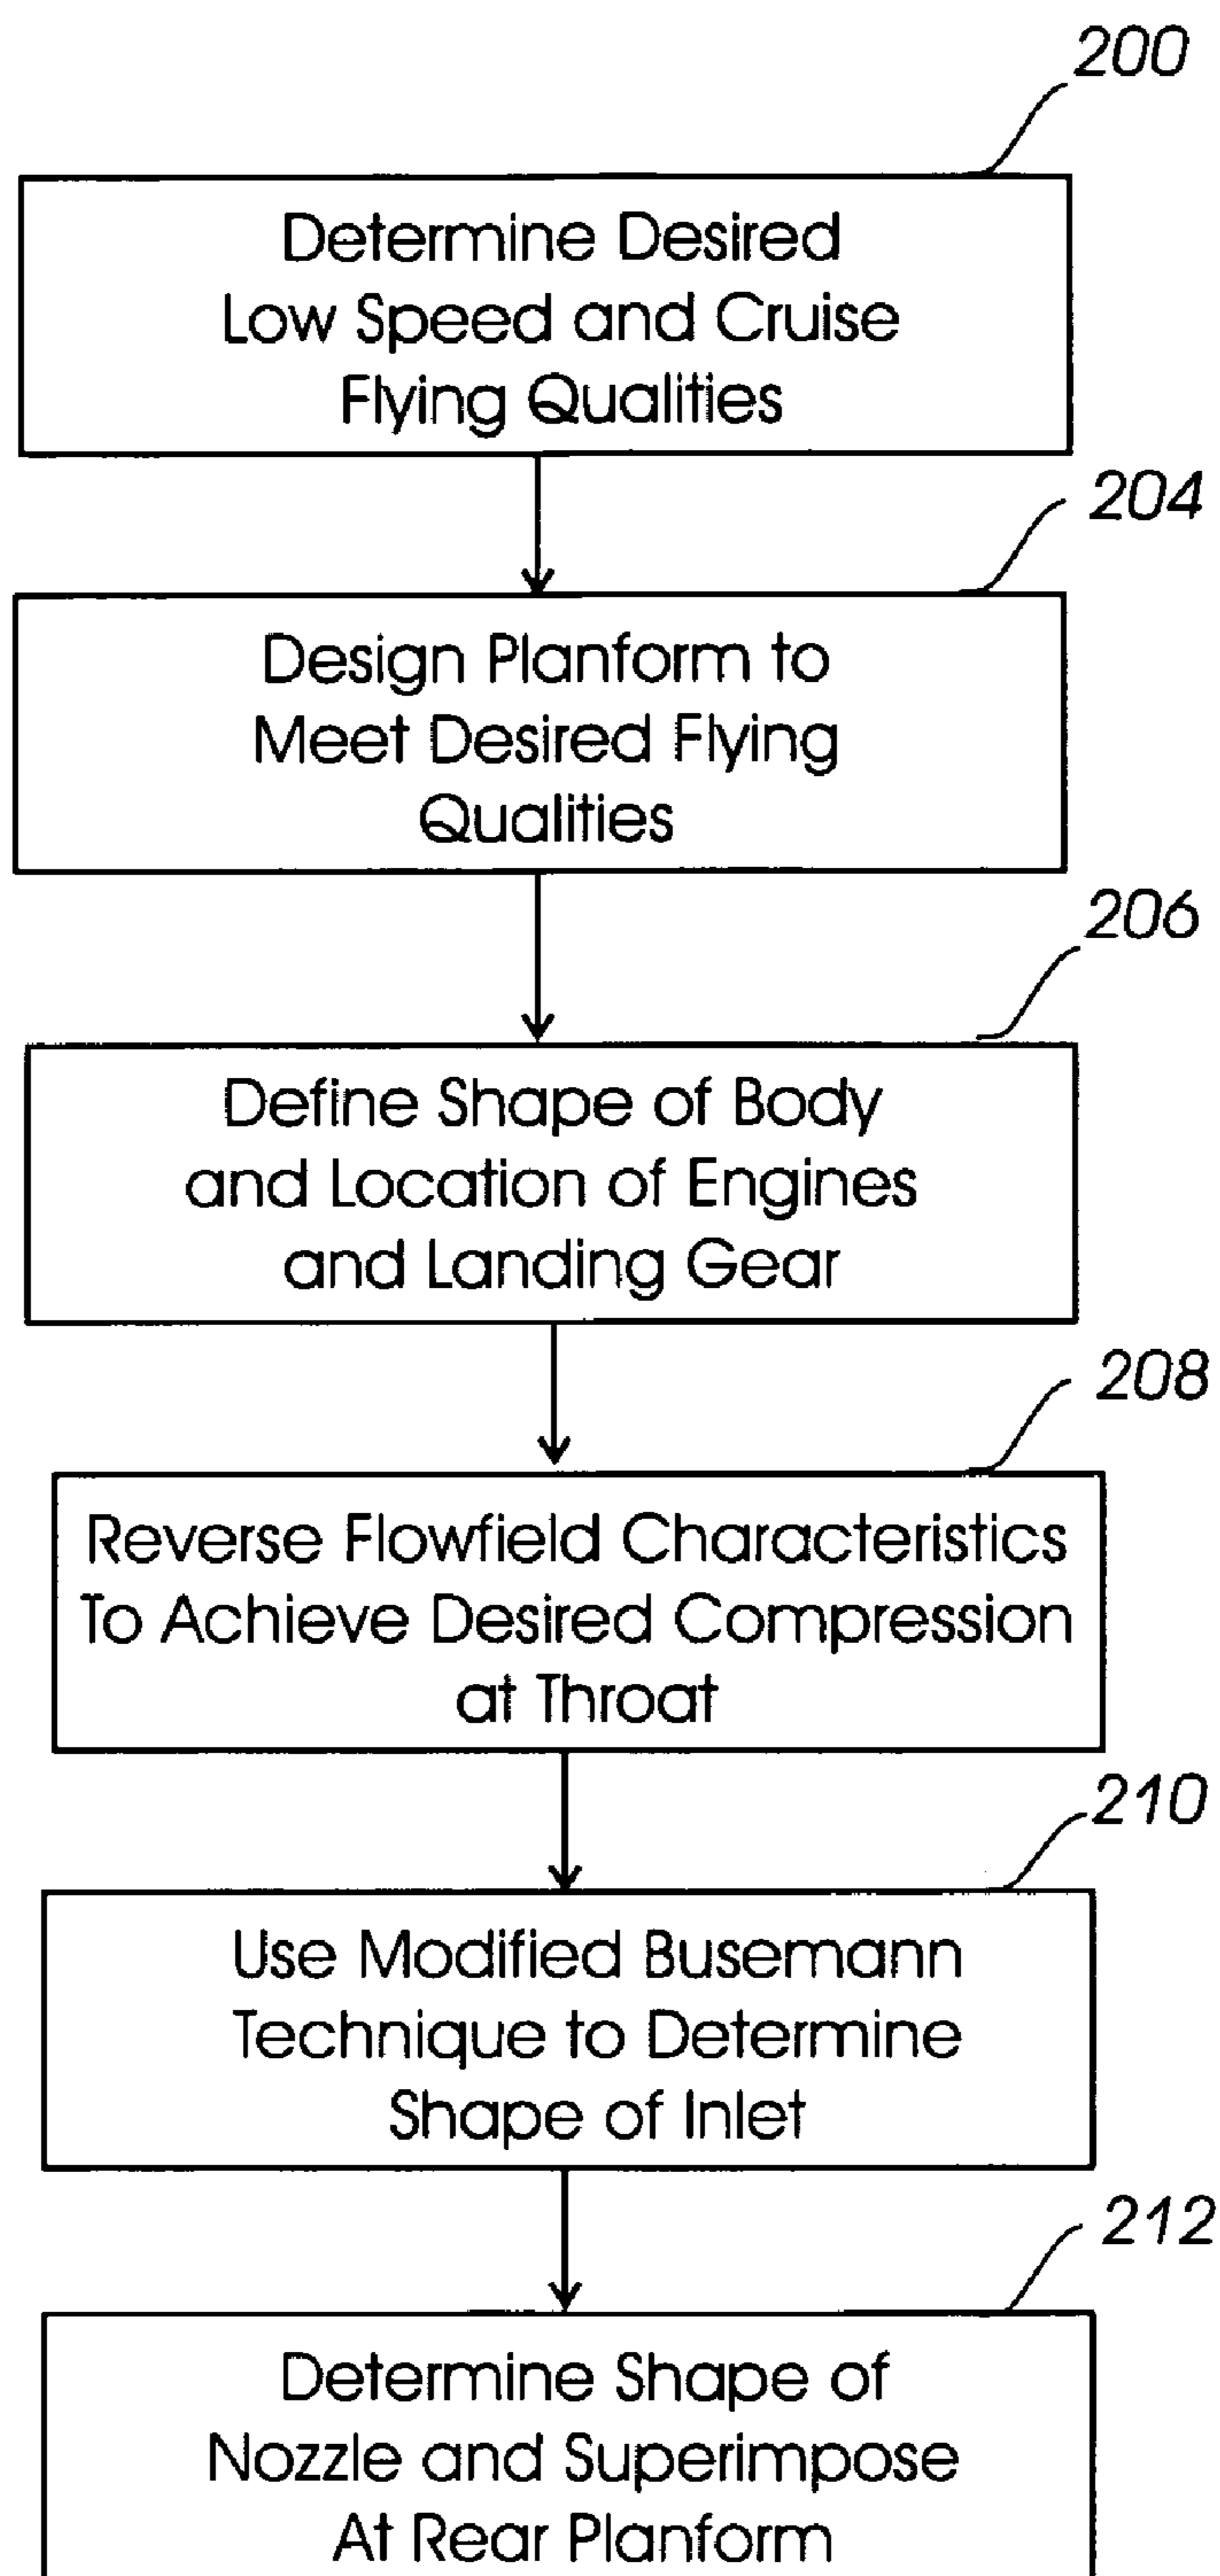 200
Determine Desired
Low Speed and Cruise
Flying Qualities
204
Design Planform to
Meet Desired Flying
Qualities
206
Define Shape of Body
and Location of Engines
and Landing Gear
208
Reverse Flowfield Characteristics
To Achieve Desired Compression
at Throat
210
Use Modified Busemann
Technique to Determine
Shape of Inlet
212
Determine Shape of
Nozzle and Superimpose
At Rear Planform